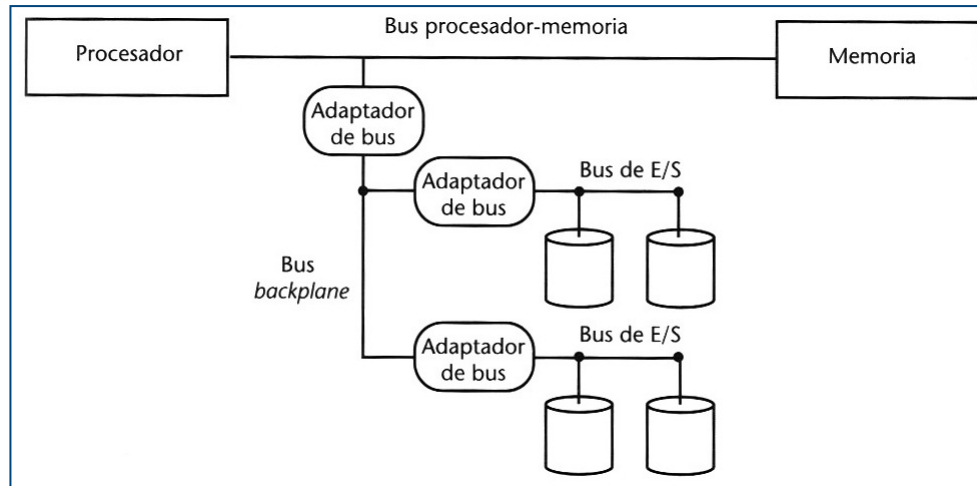 Bus procesador-memoria
Procesador
Memoria
Adaptador
de bus
Adaptador
de bus
Bus de E/S
Bus
backplane
Adaptador
de bus
Bus de E/S